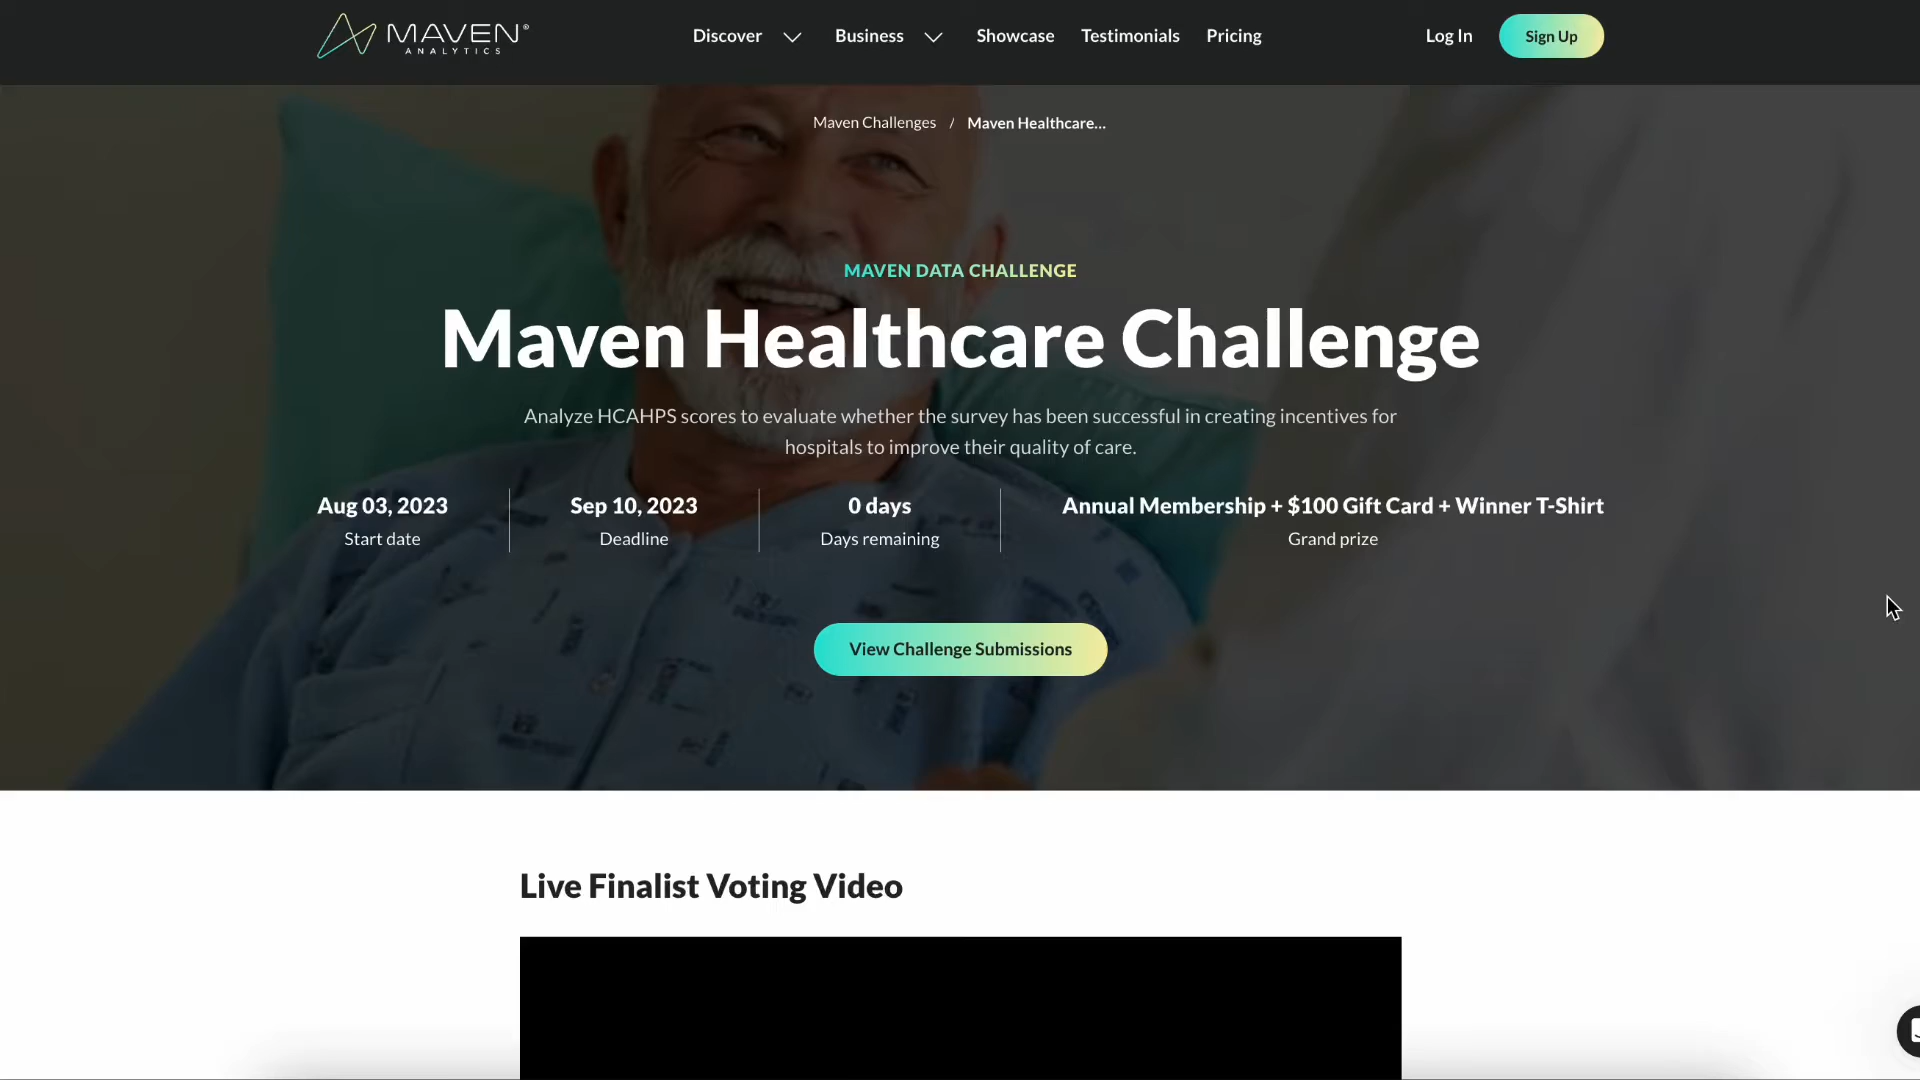 MAVEN®
ANALYTICS
Discover
Business
Showcase
Testimonials
Pricing
Log In
Sign Up
Maven Challenges / Maven Healthcare...
MAVEN DATA CHALLENGE
Maven Healthcare Challenge
Analyze HCAHPS scores to evaluate whether the survey has been successful in creating incentives for
hospitals to improve their quality of care.
Aug 03, 2023
Start date
Sep 10, 2023
Deadline
0 days
Days remaining
Annual Membership + $100 Gift Card + Winner T-Shirt
Grand prize
View Challenge Submissions
Live Finalist Voting Video